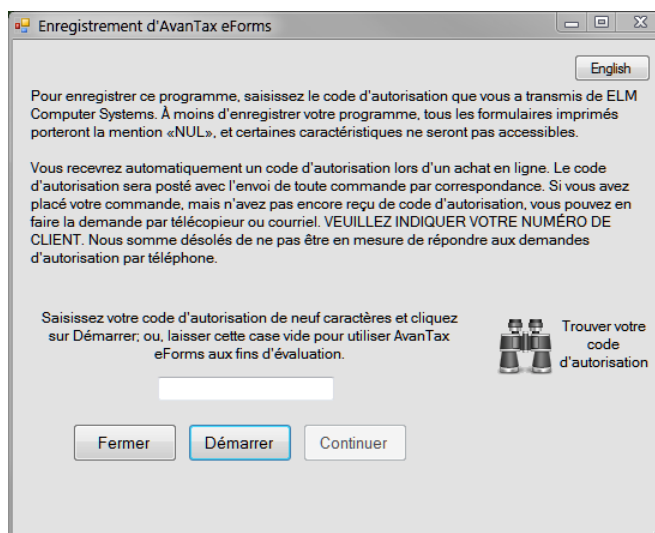 Enregistrement d'AvanTax eForms
English
Pour enregistrer ce programme, saisissez le code d'autorisation que vous a transmis de ELM
Computer Systems. À moins d'enregistrer votre programme, tous les formulaires imprimés
porteront la mention «NUL», et certaines caractéristiques ne seront pas accessibles.
Vous recevrez automatiquement un code d'autorisation lors d'un achat en ligne. Le code
d'autorisation sera posté avec l'envoi de toute commande par correspondance. Si vous avez
placé votre commande, mais n'avez pas encore reçu de code d'autorisation, vous pouvez en
faire la demande par télécopieur ou courriel. VEUILLEZ INDIQUER VOTRE NUMÉRO DE
CLIENT. Nous somme désolés de ne pas être en mesure de répondre aux demandes
d'autorisation par téléphone.
Saisissez votre code d'autorisation de neuf caractères et cliquez
sur Démarrer; ou, laisser cette case vide pour utiliser AvanTax
eForms aux fins d'évaluation.
Trouver votre
code
d'autorisation
Fermer
Démarrer
Continuer